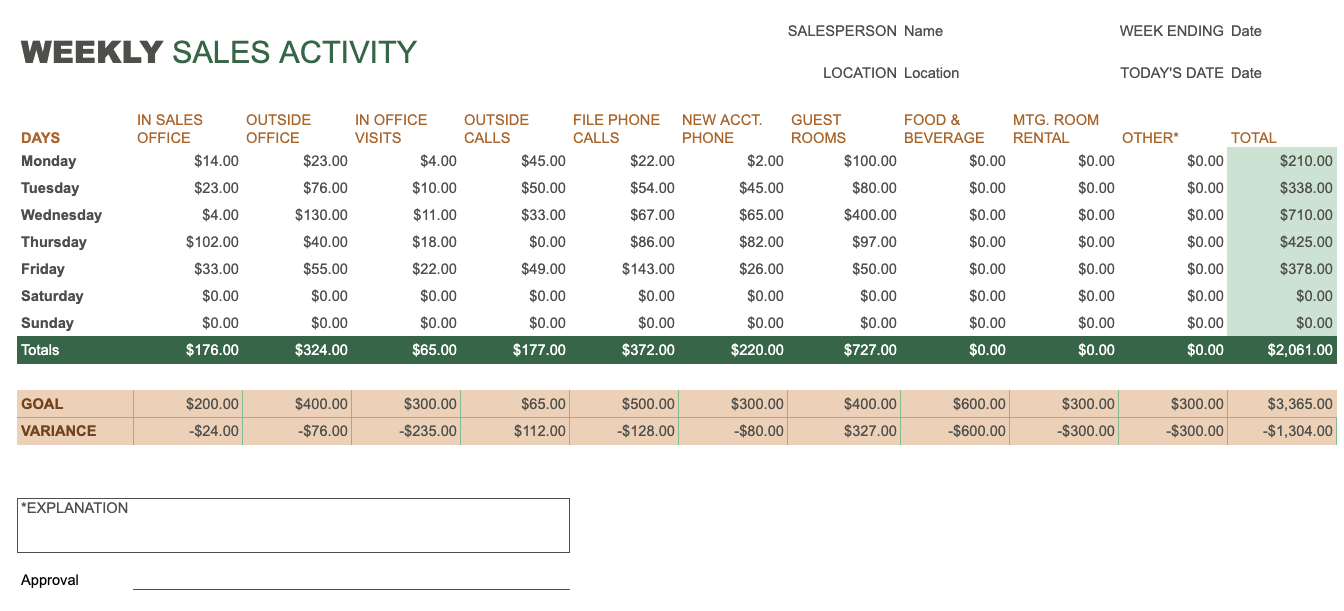 SALESPERSON Name WEEK ENDING Date
WEEKLY SALES ACTIVITY
LOCATION Location TODAY'S DATE Date
DAYS IN SALES OFFICE OUTSIDE OFFICE IN OFFICE VISITS OUTSIDE CALLS FILE PHONE CALLS NEW ACCT. PHONE GUEST ROOMS FOOD & BEVERAGE MTG. ROOM RENTAL OTHER* TOTAL
Monday $14.00 $23.00 $4.00 $45.00 $22.00 $2.00 $100.00 $0.00 $0.00 $0.00 $210.00
Tuesday $23.00 $76.00 $10.00 $50.00 $54.00 $45.00 $80.00 $0.00 $0.00 $0.00 $338.00
Wednesday $4.00 $130.00 $11.00 $33.00 $67.00 $65.00 $400.00 $0.00 $0.00 $0.00 $710.00
Thursday $102.00 $40.00 $18.00 $0.00 $86.00 $82.00 $97.00 $0.00 $0.00 $0.00 $425.00
Friday $33.00 $55.00 $22.00 $49.00 $143.00 $26.00 $50.00 $0.00 $0.00 $0.00 $378.00
Saturday $0.00 $0.00 $0.00 $0.00 $0.00 $0.00 $0.00 $0.00 $0.00 $0.00 $0.00
Sunday $0.00 $0.00 $0.00 $0.00 $0.00 $0.00 $0.00 $0.00 $0.00 $0.00 $0.00
Totals $176.00 $324.00 $65.00 $177.00 $372.00 $220.00 $727.00 $0.00 $0.00 $0.00 $2,061.00
GOAL $200.00 $400.00 $300.00 $65.00 $500.00 $300.00 $400.00 $600.00 $300.00 $300.00 $3,365.00
VARIANCE -$24.00 -$76.00 -$235.00 $112.00 -$128.00 -$80.00 $327.00 -$600.00 -$300.00 -$300.00 -$1,304.00
*EXPLANATION
Approval